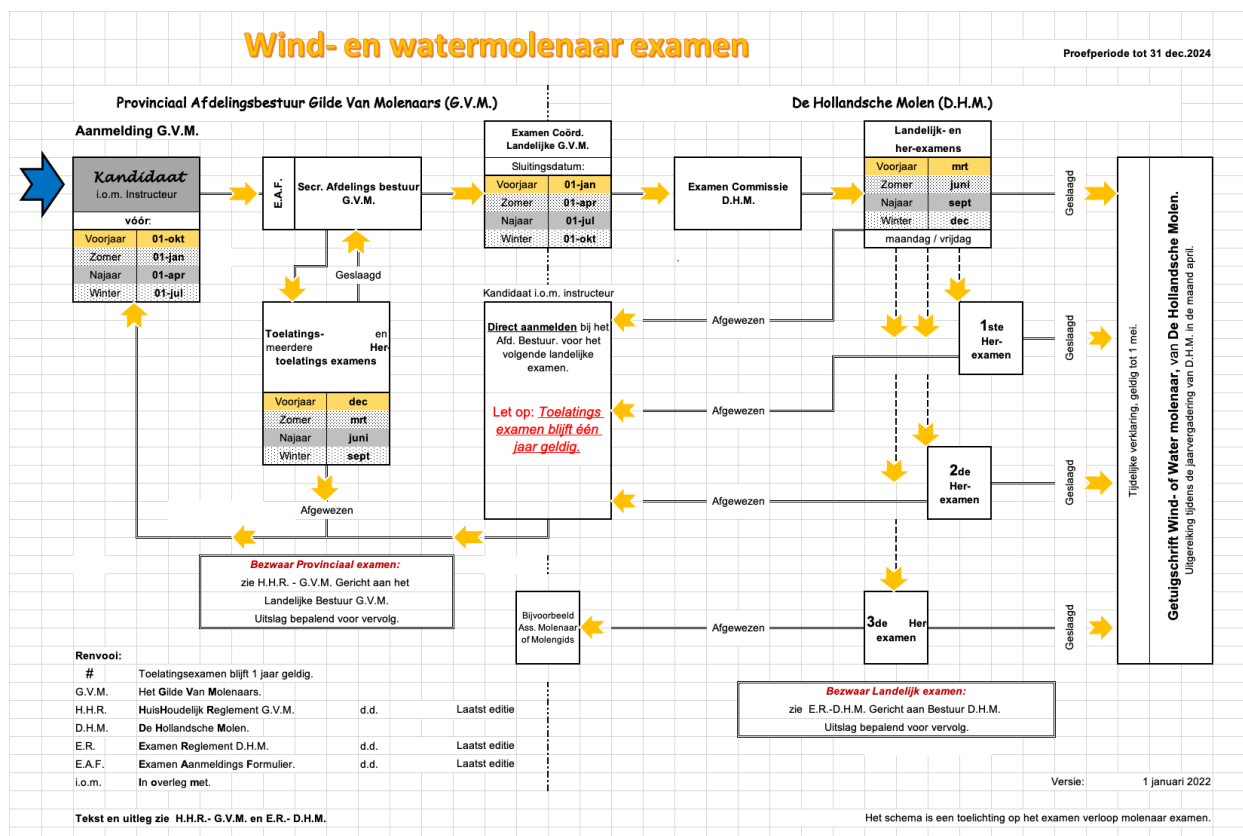 Wind- en watermolenaar examen
Proefperiode tot 31 dec.2024
Provinciaal Afdelingsbestuur Gilde Van Molenaars (G.V.M.)
De Hollandsche Molen (D.H.M.)
Aanmelding G.V.M.
Kandidaat
i.o.m. Instructeur
vóór:
Voorjaar 01-okt
Zomer 01-jan
Najaar 01-apr
Winter 01-jul
E.A.F.
Secr. Afdelings bestuur
G.V.M.
Examen Coörd.
Landelijke G.V.M.
Sluitingsdatum:
Voorjaar 01-jan
Zomer 01-apr
Najaar 01-jul
Winter 01-okt
Examen Commissie
D.H.M.
Landelijk- en
her-examens
Voorjaar mrt
Zomer juni
Najaar sept
Winter dec
maandag / vrijdag
Geslaagd
Geslaagd
Toelatings- en
meerdere Her-
toelatings examens
Voorjaar dec
Zomer mrt
Najaar juni
Winter sept
Afgewezen
Kandidaat i.o.m. instructeur
Direct aanmelden bij het
Afd. Bestuur. voor het
volgende landelijke
examen.
Let op: Toelatings
examen blijft één
jaar geldig.
Afgewezen
1ste
Her-
examen
Geslaagd
Afgewezen
2de
Her-
examen
Geslaagd
Afgewezen
3de Her
examen
Geslaagd
Afgewezen
Bijvoorbeeld
Ass. Molenaar
of Molengids
Tijdelijke verklaring, geldig tot 1 mei.
Getuigschrift Wind- of Water molenaar, van De Hollandsche Molen.
Uitgereiking tijdens de jaarvergadering van D.H.M. in de maand april.
Bezwaar Provinciaal examen:
zie H.H.R. - G.V.M. Gericht aan het
Landelijke Bestuur G.V.M.
Uitslag bepalend voor vervolg.
Bezwaar Landelijk examen:
zie E.R.-D.H.M. Gericht aan Bestuur D.H.M.
Uitslag bepalend voor vervolg.
Renvooi:
# Toelatingsexamen blijft 1 jaar geldig.
G.V.M. Het Gilde Van Molenaars.
H.H.R. HuisHoudelijk Reglement G.V.M. d.d. Laatst editie
D.H.M. De Hollandsche Molen.
E.R. Examen Reglement D.H.M. d.d. Laatst editie
E.A.F. Examen Aanmeldings Formulier. d.d. Laatst editie
i.o.m. In overleg met.
Versie: 1 januari 2022
Tekst en uitleg zie H.H.R.- G.V.M. en E.R.- D.H.M.
Het schema is een toelichting op het examen verloop molenaar examen.